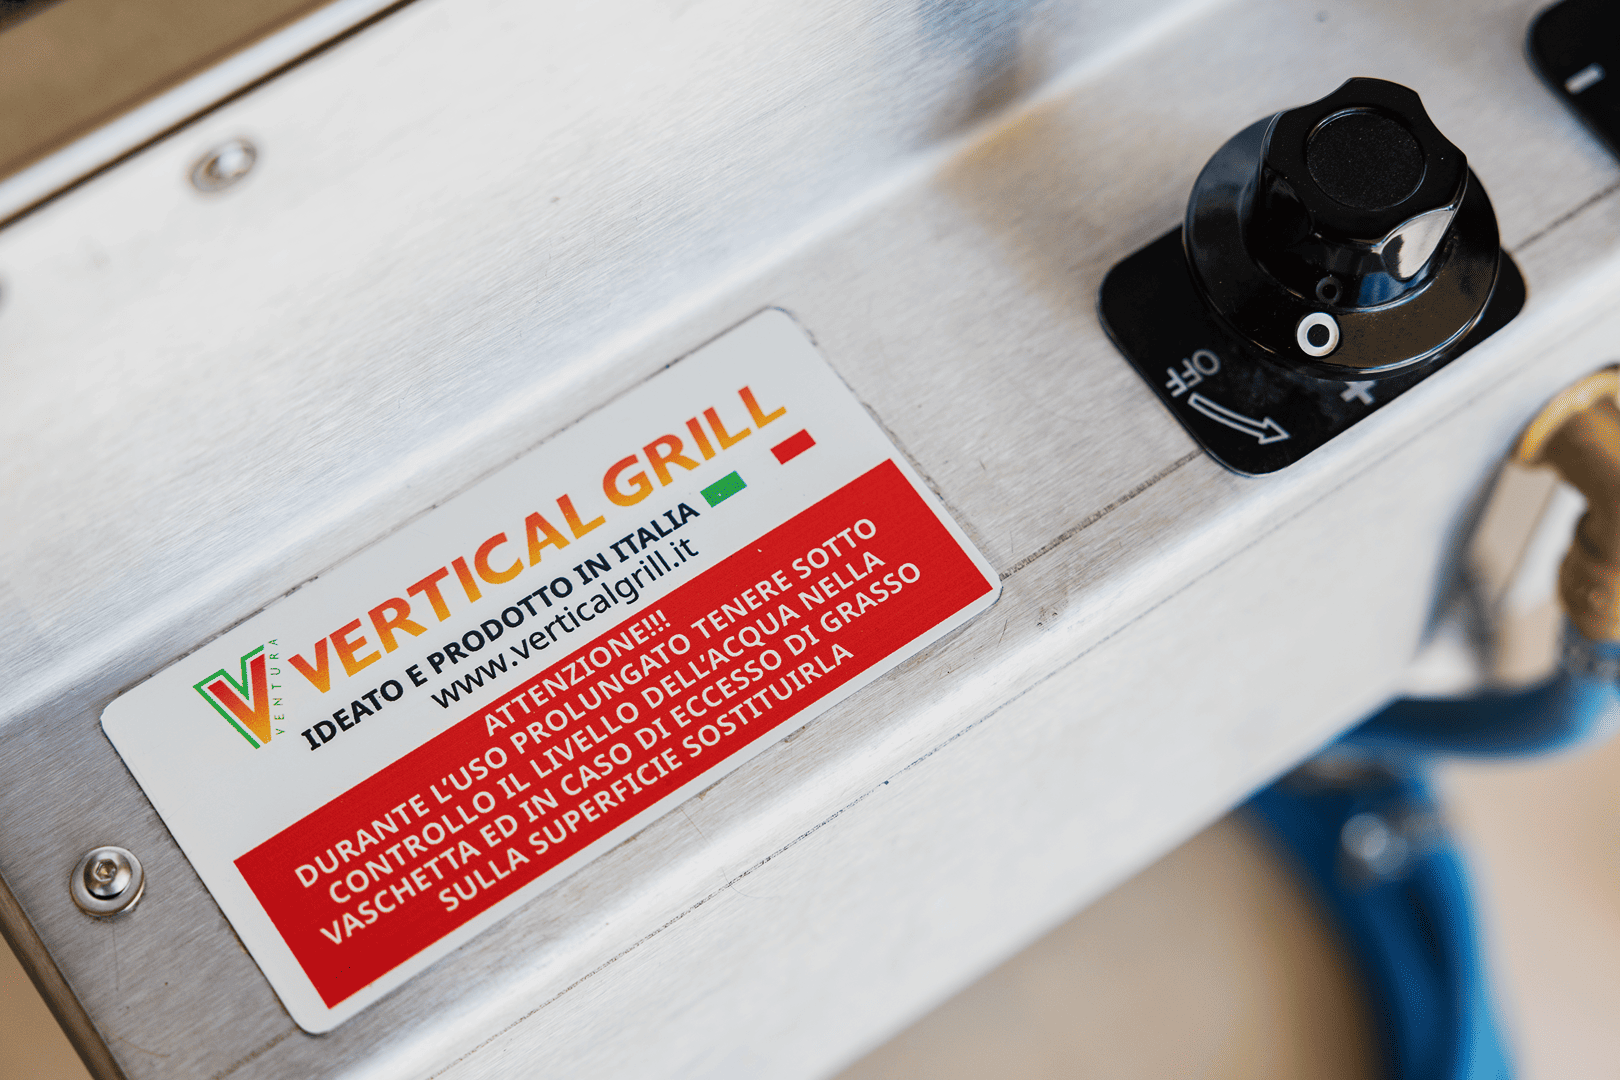 VENTURA
VERTICAL GRILL
IDEATO E PRODOTTO IN ITALIA
www.verticalgrill.it
ATTENZIONE!!!
DURANTE L'USO PROLUNGATO TENERE SOTTO
CONTROLLO IL LIVELLO DELL'ACQUA NELLA
VASCHETTA ED IN CASO DI ECCESSO DI GRASSO
SULLA SUPERFICIE SOSTITUIRLA
OFF
+